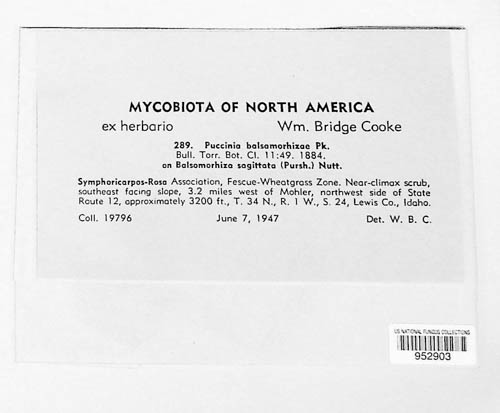 MYCOBIOTA OF NORTH AMERICA
ex herbario Wm. Bridge Cooke
289. Puccinia balsamorhizae Pk.
Bull. Torr. Bot. Cl. 11:49. 1884.
on Balsamorhiza sagittata (Pursh.) Nutt.
Symphoricarpos-Rosa Association, Fescue-Wheatgrass Zone. Near-climax scrub,
southeast facing slope, 3.2 miles west of Mohler, northwest side of State
Route 12, approximately 3200 ft., T. 34 N., R. 1 W., S. 24, Lewis Co., Idaho.
Coll. 19796 June 7, 1947 Det. W. B. C.
US NATIONAL FUNGUS COLLECTIONS
952903